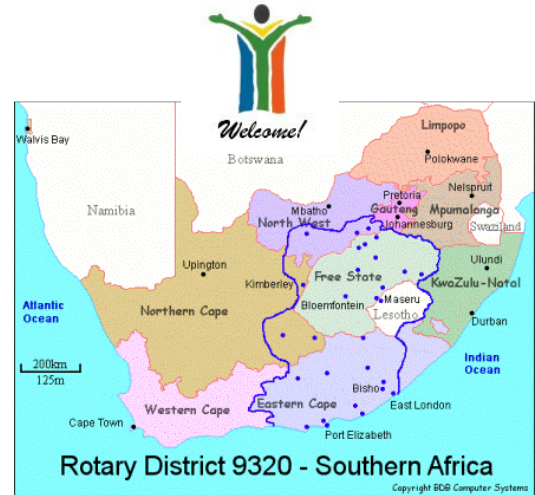 Welcome!
Limpopo
Walvis Bay
Polokwane
Botswana
Nelspruit
Pretoria
Namibia
Mbatho
Gauteng
Mpumalanga
North West
Johannesburg
Swaziland
Ulundi
Upington
Free State
Kimberley
KwaZulu-Natal
Atlantic
Ocean
Northern Cape
Bloemfontein
Maseru
Lesotho
Durban
200km
125m
Indian
Ocean
Bisho
Western Cape
Eastern Cape
East London
Cape Town
Port Elizabeth
Rotary District 9320 - Southern Africa
Copyright BDB Computer Systems